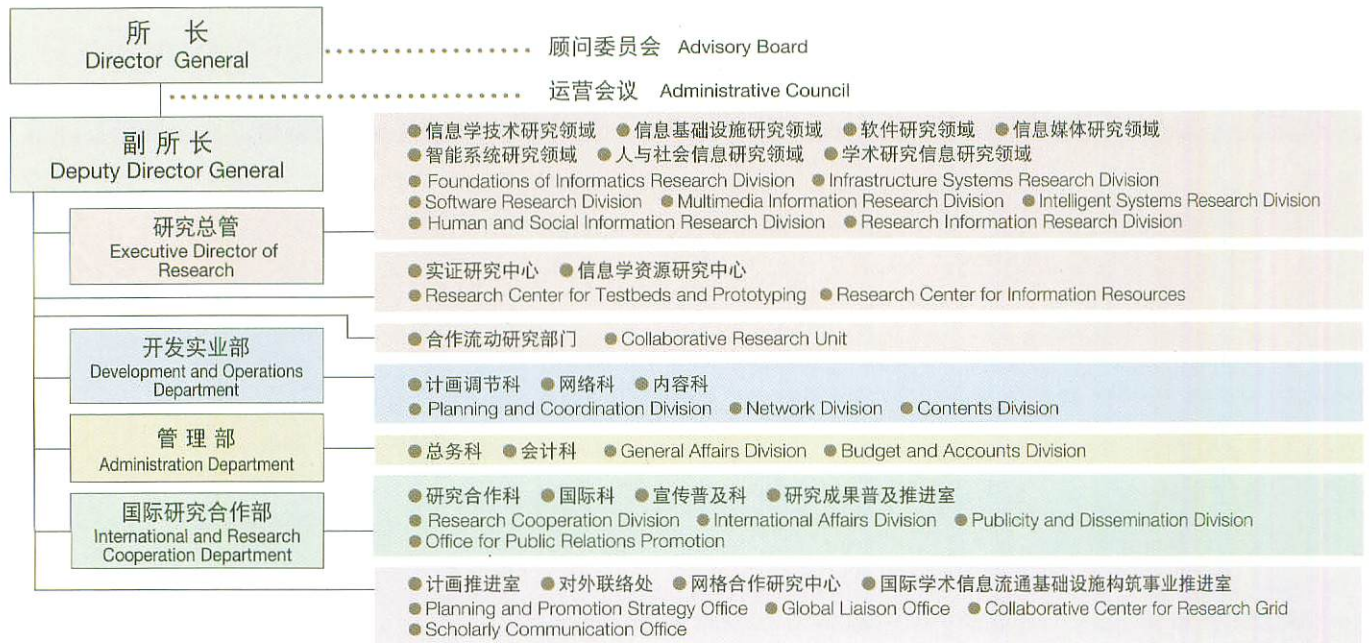 所 长
Director General
顾问委员会 Advisory Board
运营会议 Administrative Council
副 所 长
Deputy Director General
●信息学技术研究领域 ●信息基础设施研究领域 ●软件研究领域 ●信息媒体研究领域
●智能系统研究领域 ●人与社会信息研究领域 ●学术研究信息研究领域
●Foundations of Informatics Research Division ●Infrastructure Systems Research Division
●Software Research Division ●Multimedia Information Research Division ●Intelligent Systems Research Division
●Human and Social Information Research Division ●Research Information Research Division
研究总管
Executive Director of
Research
●实证研究中心 ●信息学资源研究中心
●Research Center for Testbeds and Prototyping ●Research Center for Information Resources
●合作流动研究部门 ●Collaborative Research Unit
开发实业部
Development and Operations
Department
●计画调节科 ●网络科 ●内容科
●Planning and Coordination Division ●Network Division ●Contents Division
管 理 部
Administration Department
●总务科 ●会计科 ●General Affairs Division ●Budget and Accounts Division
国际研究合作部
International and Research
Cooperation Department
●研究合作科 ●国际科 ●宣传普及科 ●研究成果普及推进室
●Research Cooperation Division ●International Affairs Division ●Publicity and Dissemination Division
●Office for Public Relations Promotion
●计画推进室 ●对外联络处 ●网格合作研究中心 ●国际学术信息流通基础设施构筑事业推进室
●Planning and Promotion Strategy Office ●Global Liaison Office ●Collaborative Center for Research Grid
●Scholarly Communication Office